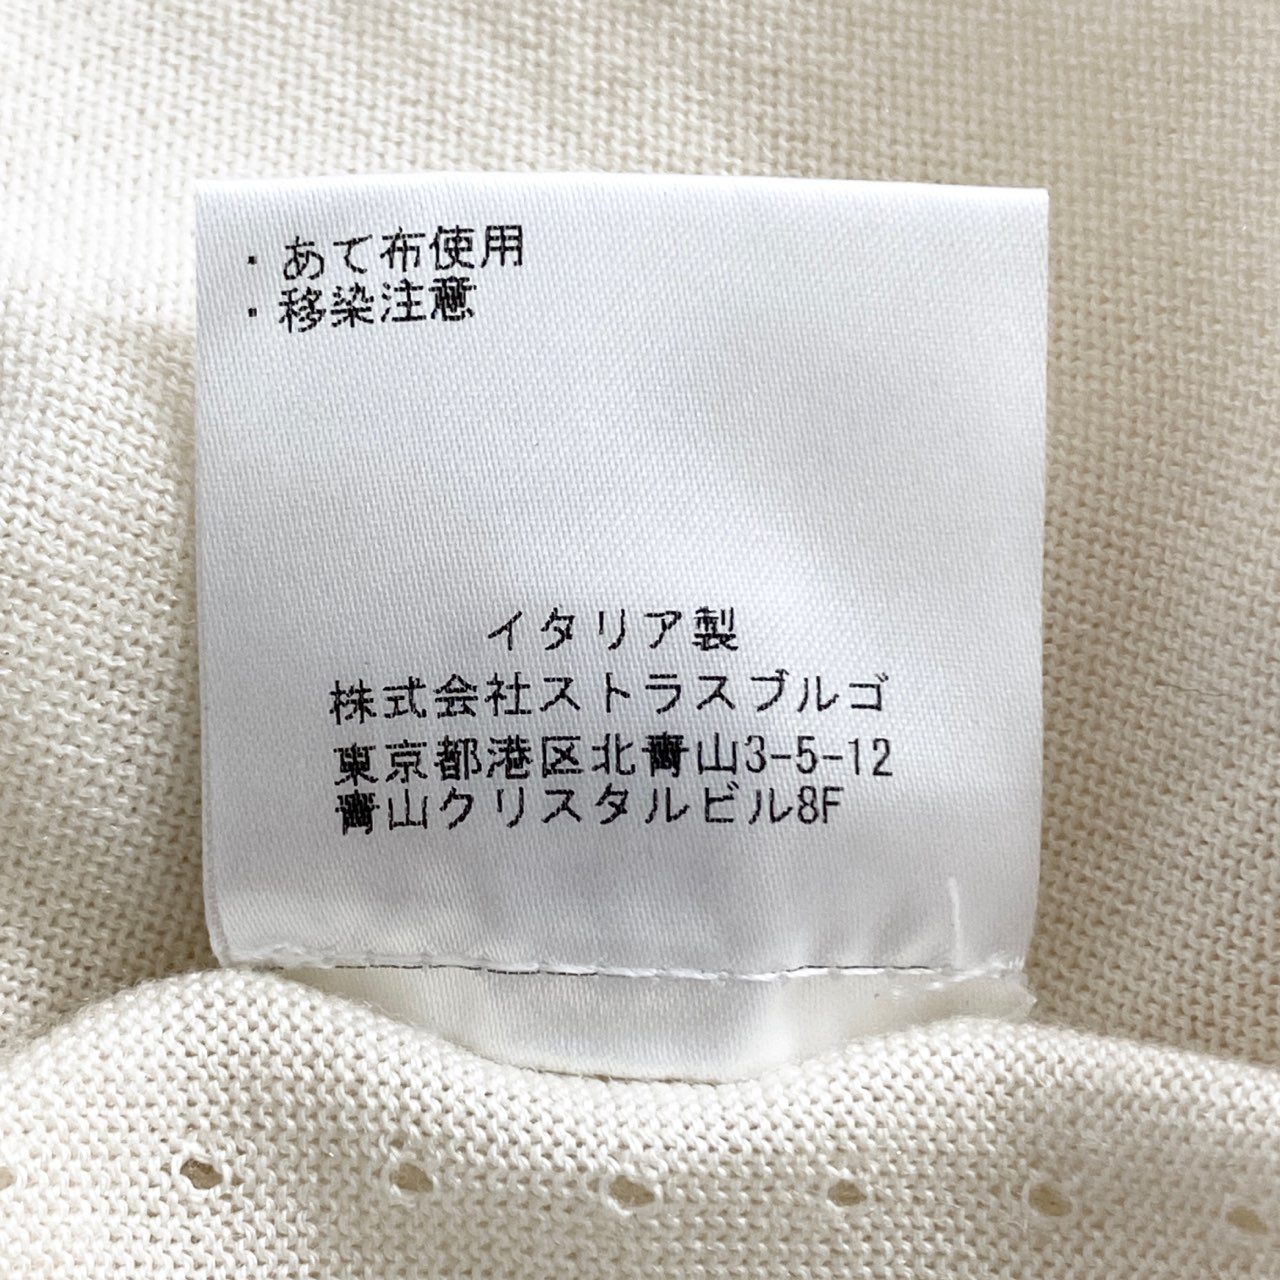 ・あて布使用
・移染注意
イタリア製
株式会社ストラスブルゴ
東京都港区北青山3-5-12
青山クリスタルビル8F